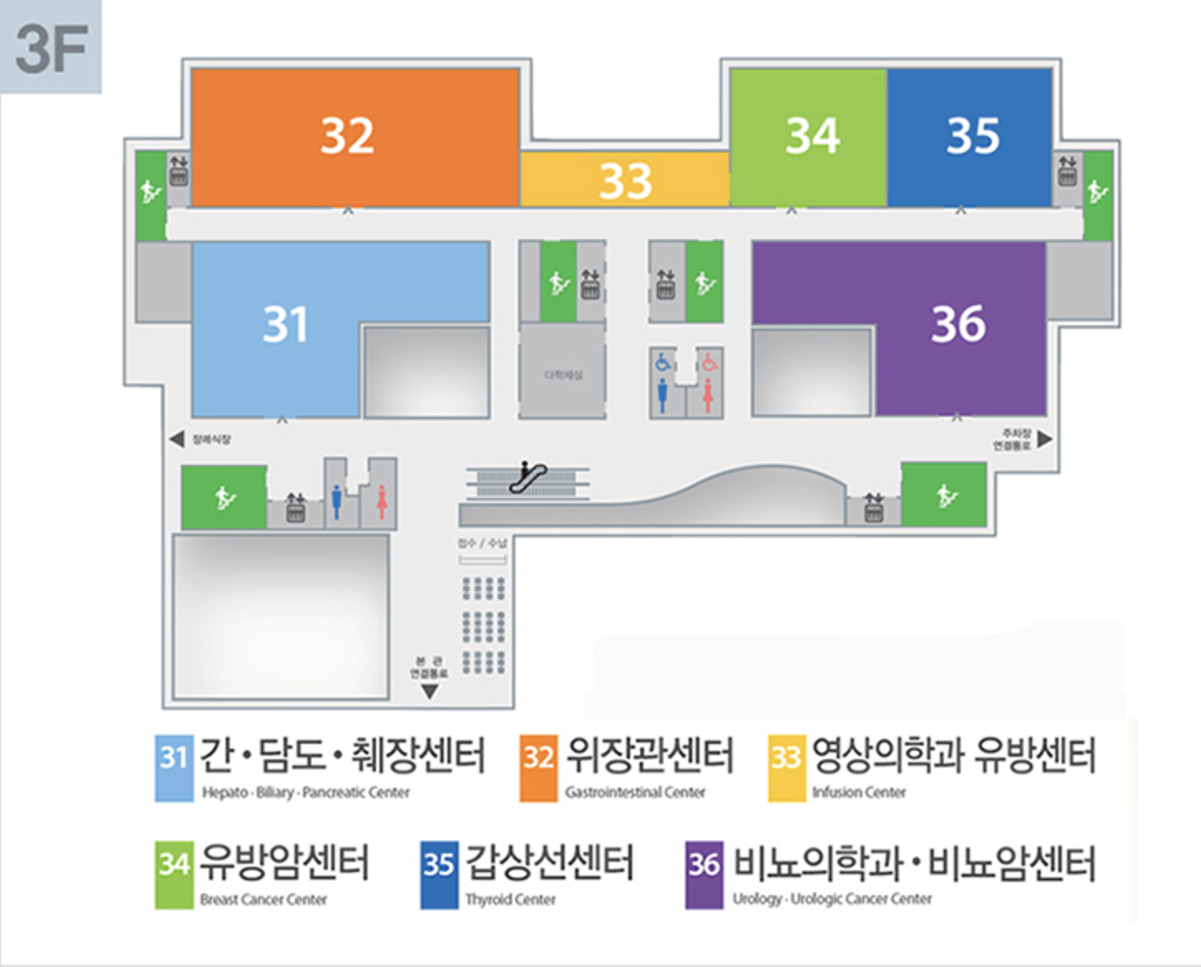 3F
32
33
34
35
31
36
다학제실
장례식장
주차장
연결통로
접수 / 수납
본 관
연결통로
31 간·담도·췌장센터
Hepato · Biliary · Pancreatic Center
32 위장관센터
Gastrointestinal Center
33 영상의학과 유방센터
Infusion Center
34 유방암센터
Breast Cancer Center
35 갑상선센터
Thyroid Center
36 비뇨의학과·비뇨암센터
Urology · Urologic Cancer Center